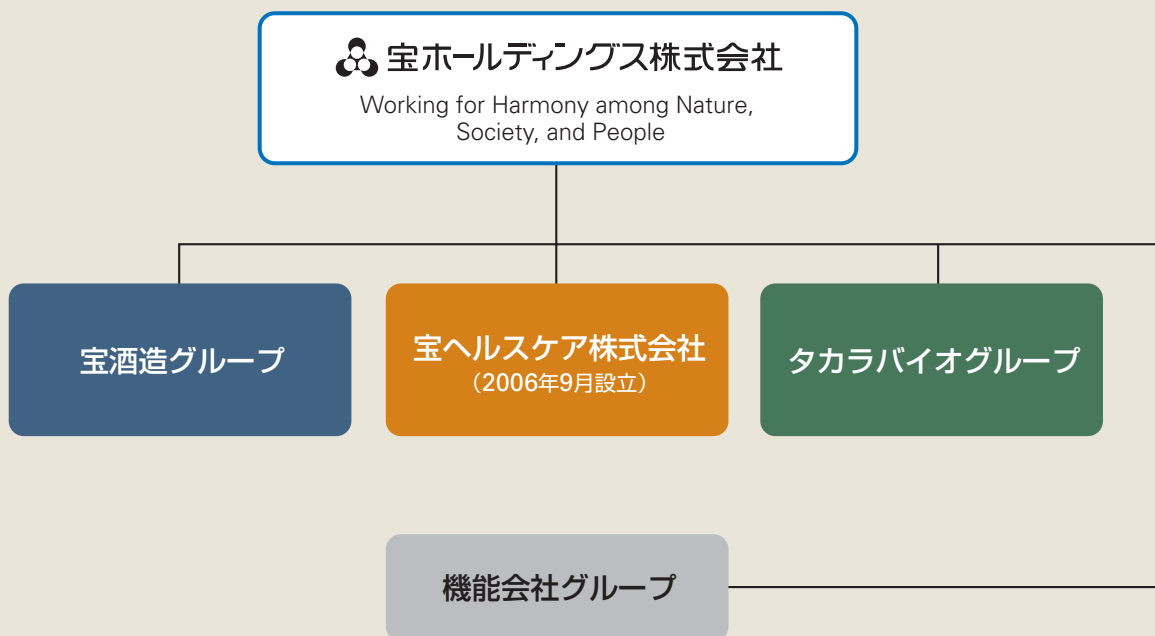 宝ホールディングス株式会社
Working for Harmony among Nature,
Society, and People
宝酒造グループ
宝ヘルスケア株式会社
（2006年9月設立）
タカラバイオグループ
機能会社グループ